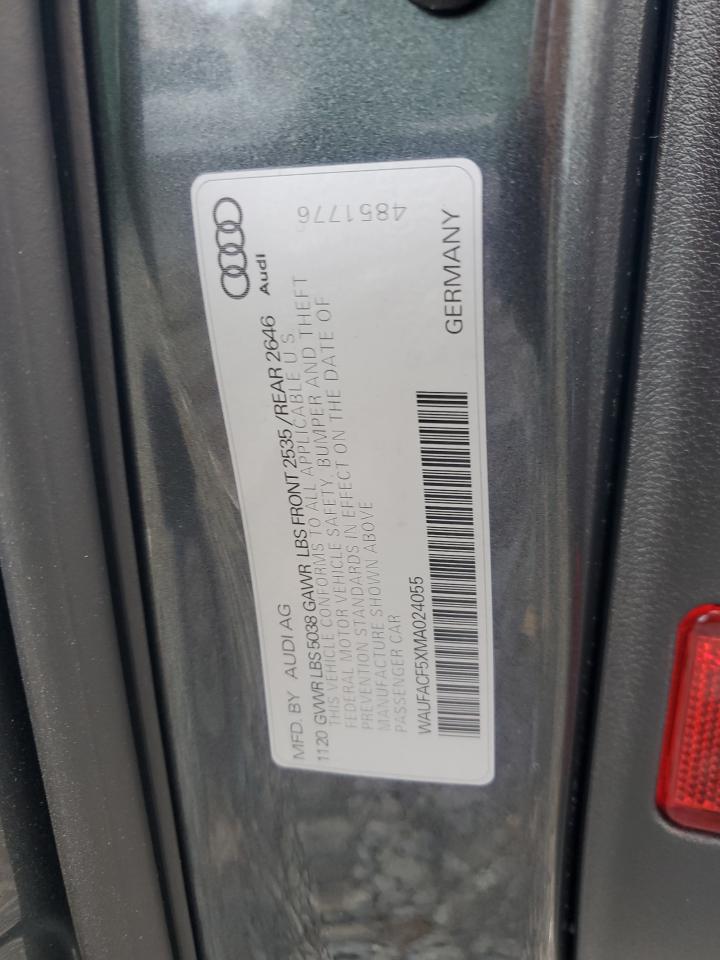 MFD. BY AUDI AG
1120 GVWR LBS 5038 GAWR LBS FRONT 2535/REAR 2646
THIS VEHICLE CONFORMS TO ALL APPLICABLE U S
FEDERAL MOTOR VEHICLE SAFETY, BUMPER AND THEFT
PREVENTION STANDARDS IN EFFECT ON THE DATE OF
MANUFACTURE SHOWN ABOVE
PASSENGER CAR
WAUFACF5XMA024055
GERMANY
Audi
4851776